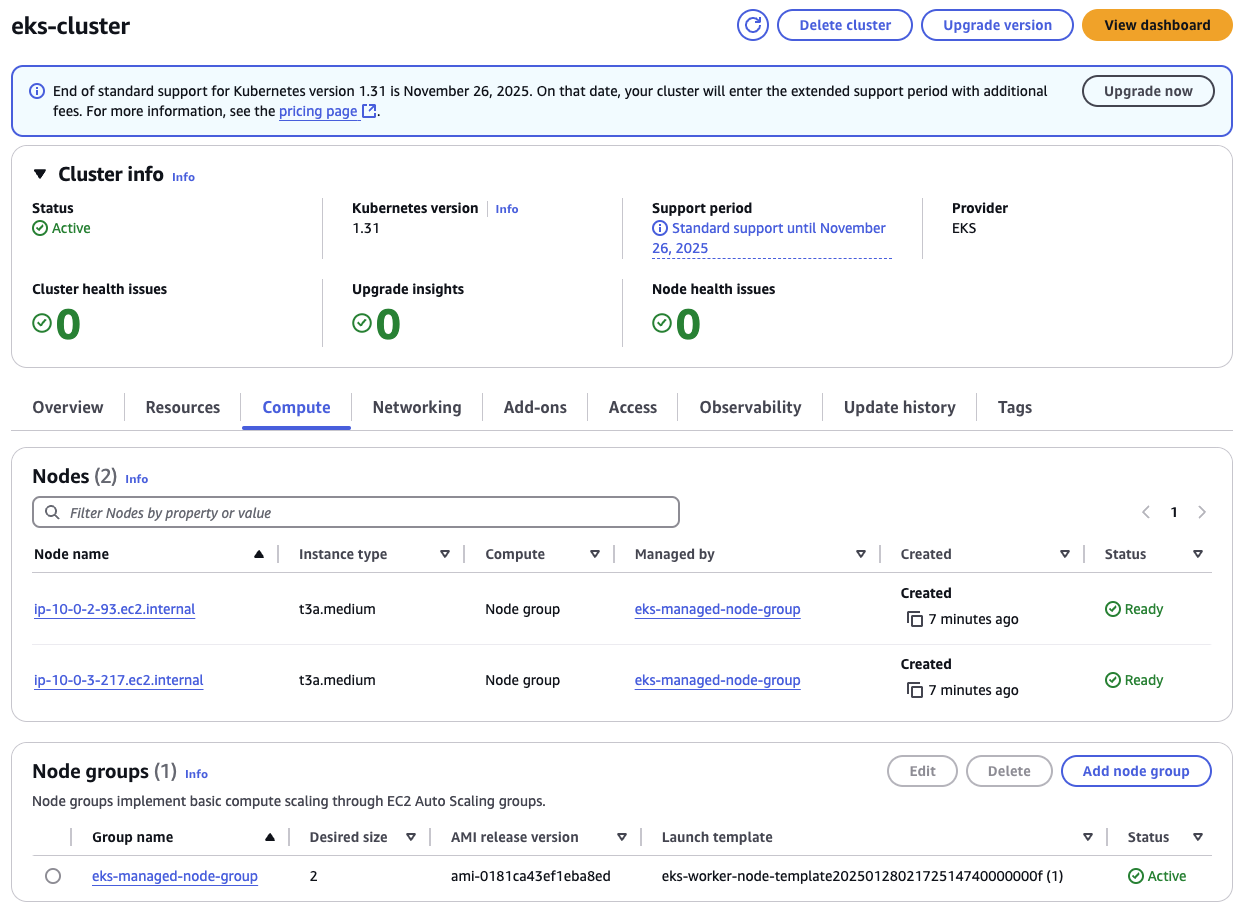 eks-cluster
Delete cluster
Upgrade version
View dashboard
End of standard support for Kubernetes version 1.31 is November 26, 2025. On that date, your cluster will enter the extended support period with additional
fees. For more information, see the pricing page.
Upgrade now
Cluster info Info
Status
Active
Kubernetes version Info
1.31
Support period
Standard support until November
26, 2025
Provider
EKS
Cluster health issues
0
Upgrade insights
0
Node health issues
0
Overview Resources Compute Networking Add-ons Access Observability Update history Tags
Nodes (2) Info
Filter Nodes by property or value
1
Node name Instance type Compute Managed by Created Status
Created
ip-10-0-2-93.ec2.internal t3a.medium Node group eks-managed-node-group 7 minutes ago Ready
Created
ip-10-0-3-217.ec2.internal t3a.medium Node group eks-managed-node-group 7 minutes ago Ready
Node groups (1) Info
Edit
Delete
Add node group
Node groups implement basic compute scaling through EC2 Auto Scaling groups.
Group name Desired size AMI release version Launch template Status
eks-managed-node-group 2 ami-0181ca43ef1eba8ed eks-worker-node-template2025012802172514740000000f (1) Active